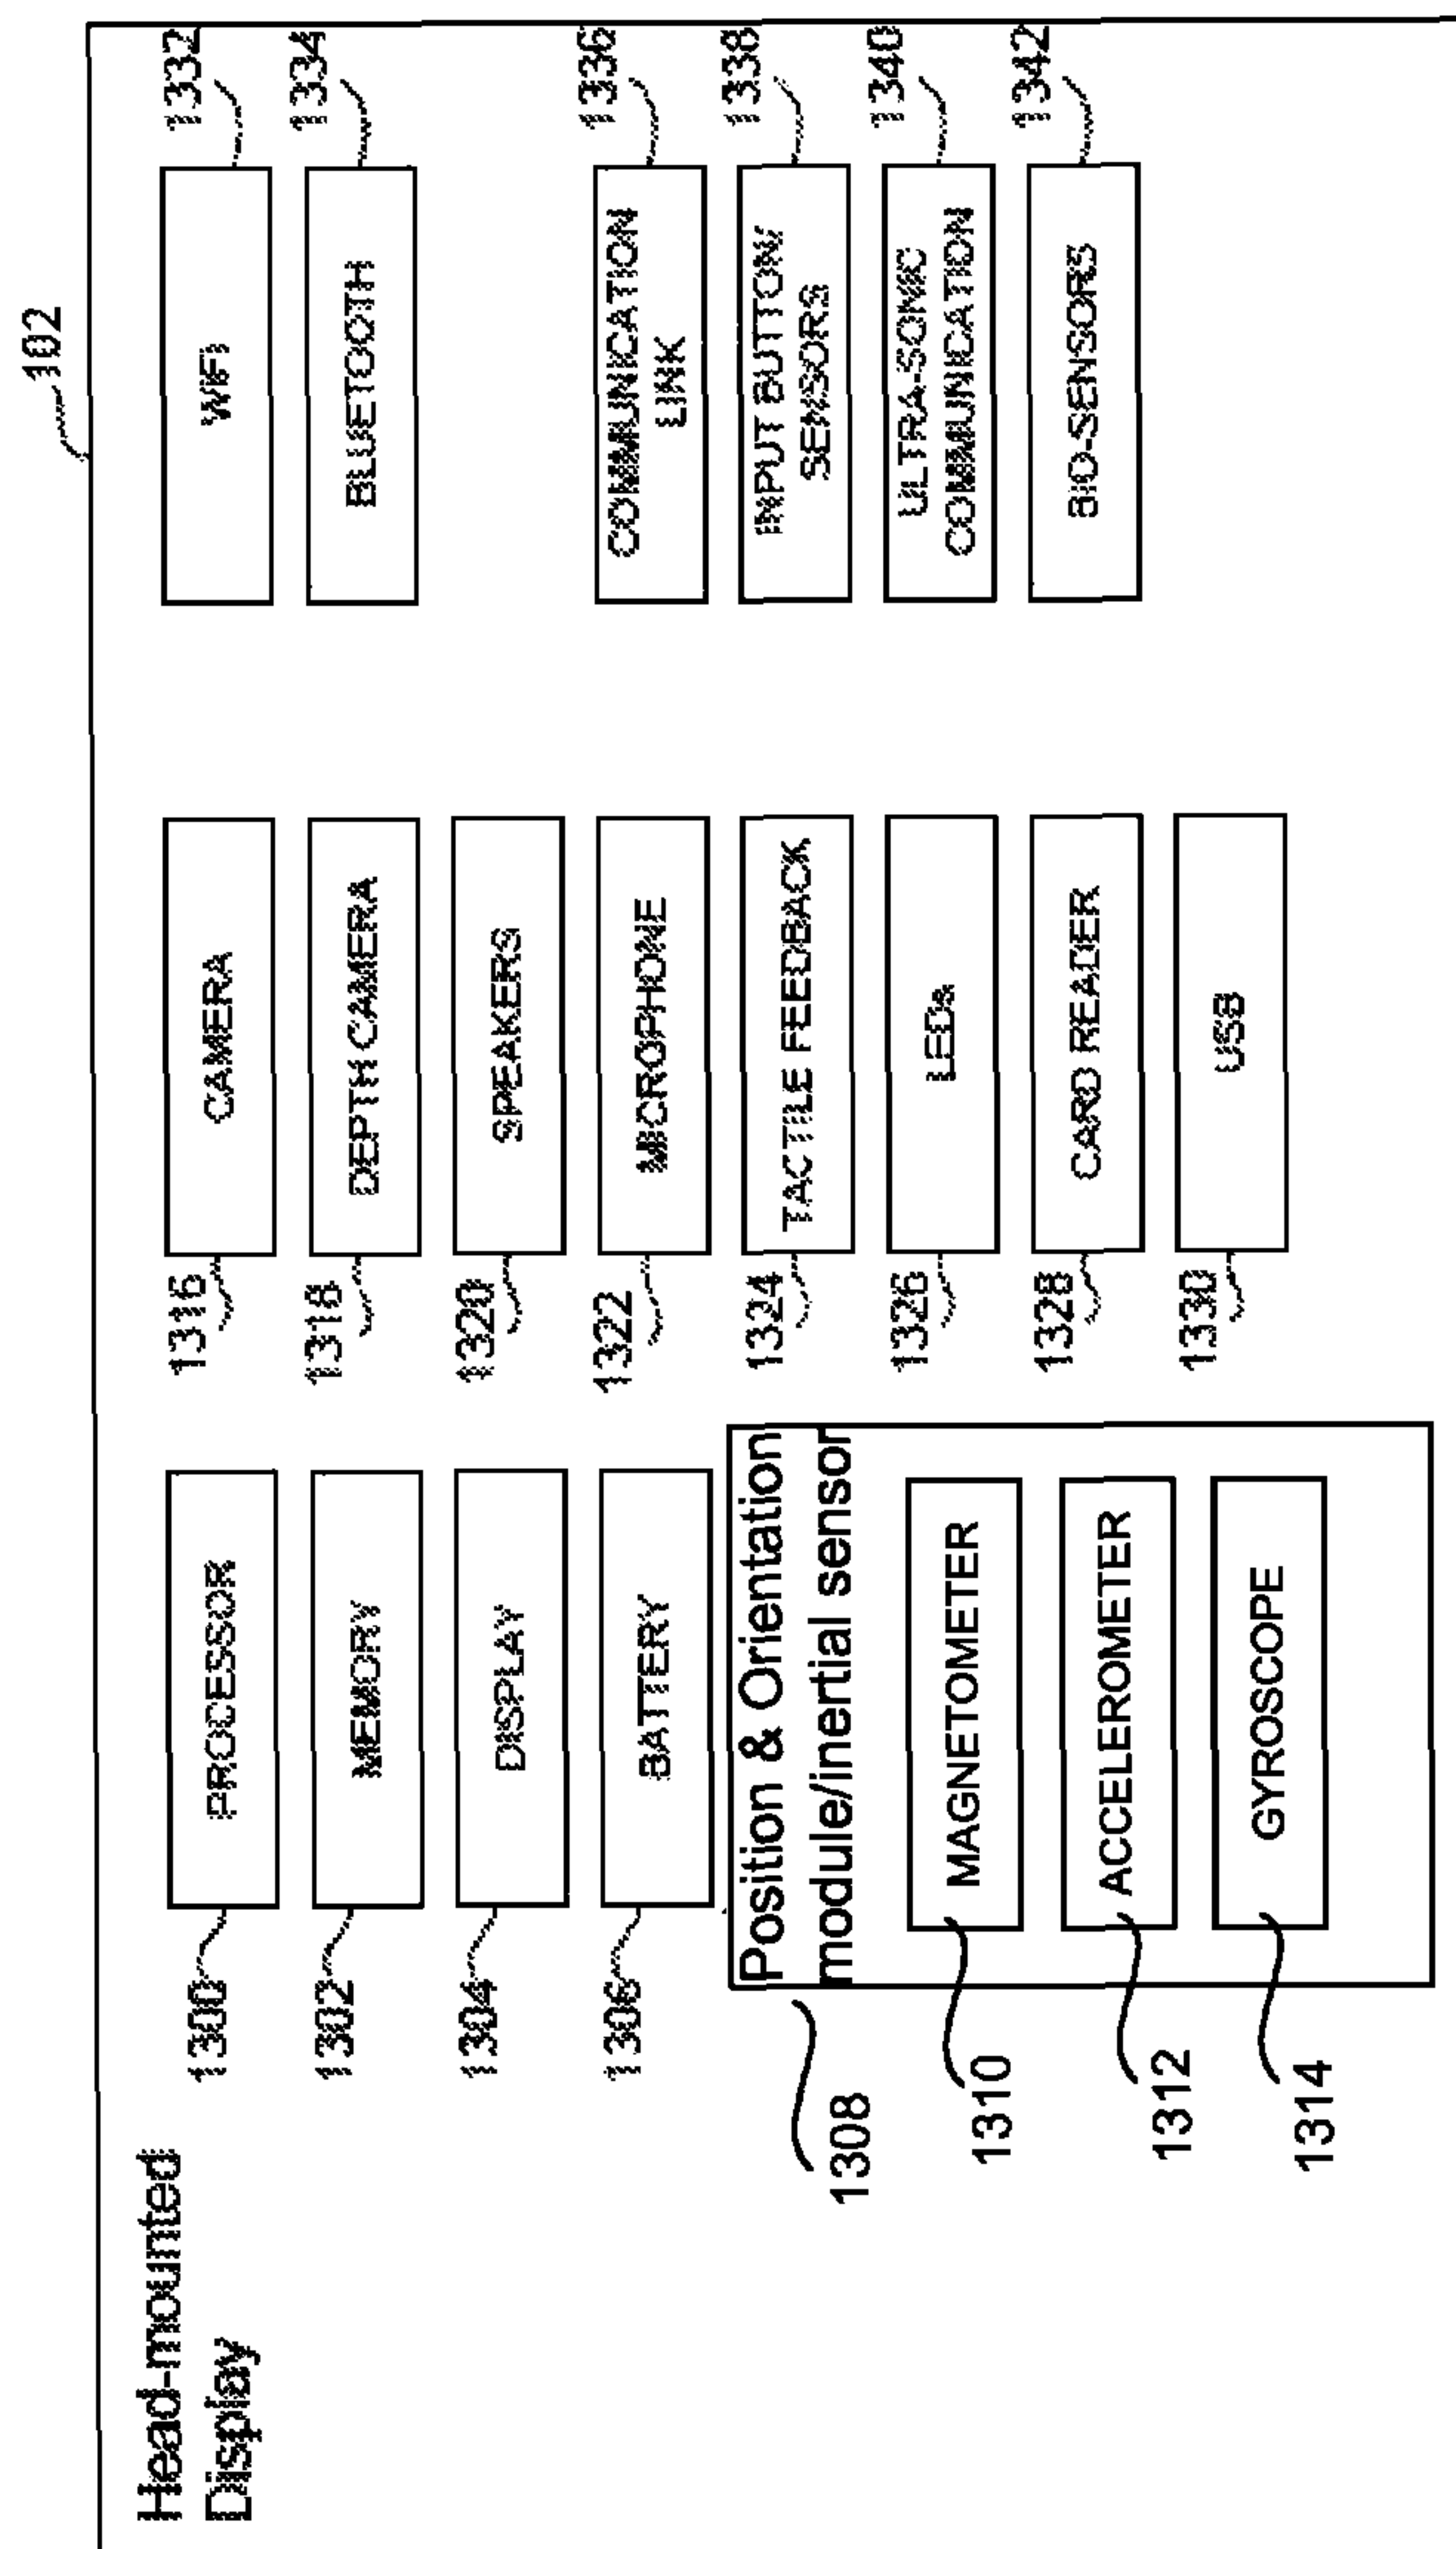 102
Head-mounted
Display
1300
PROCESSOR
1302
MEMORY
1304
DISPLAY
1306
BATTERY
1308
Position & Orientation
module/inertial sensor
1310
MAGNETOMETER
1312
ACCELEROMETER
1314
GYROSCOPE
1316
CAMERA
1318
DEPTH CAMERA
1320
SPEAKERS
1322
MICROPHONE
1324
TACTILE FEEDBACK
1326
LEDs
1328
CARD READER
1330
USB
WiFi
1332
BLUETOOTH
1334
COMMUNICATION
LINK
1336
INPUT BUTTON/
SENSORS
1338
ULTRA-SONIC
COMMUNICATION
1340
BIO-SENSORS
1342